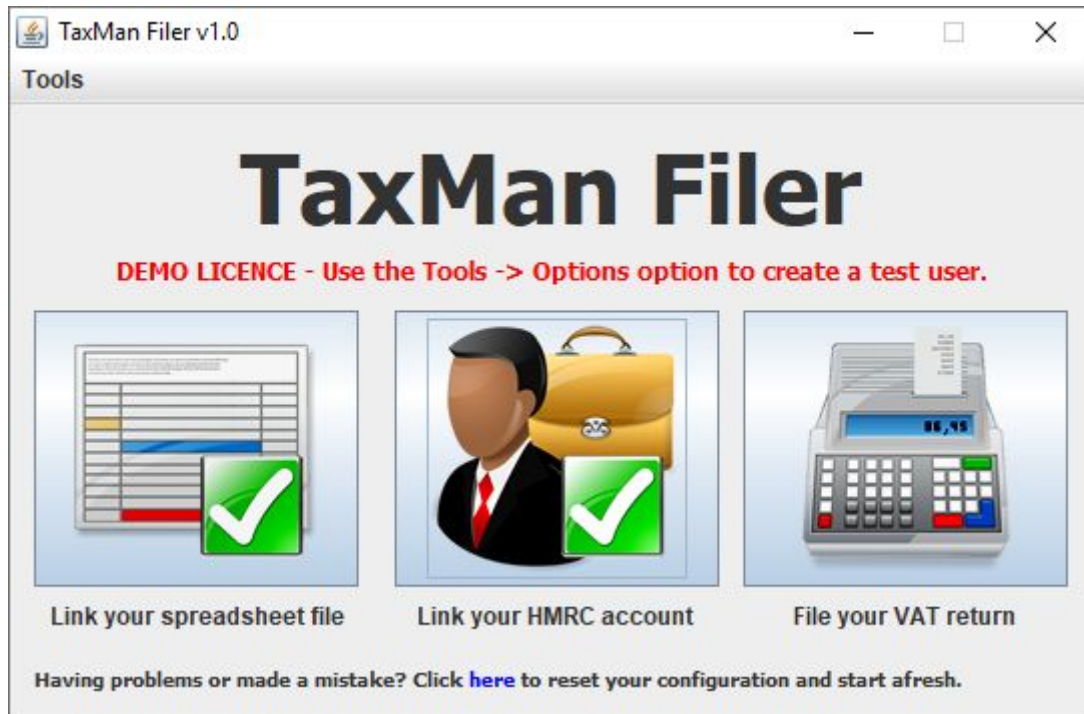 TaxMan Filer v1.0
Tools
TaxMan Filer
DEMO LICENCE - Use the Tools -> Options option to create a test user.
86,45
Link your spreadsheet file
Link your HMRC account
File your VAT return
Having problems or made a mistake? Click here to reset your configuration and start afresh.